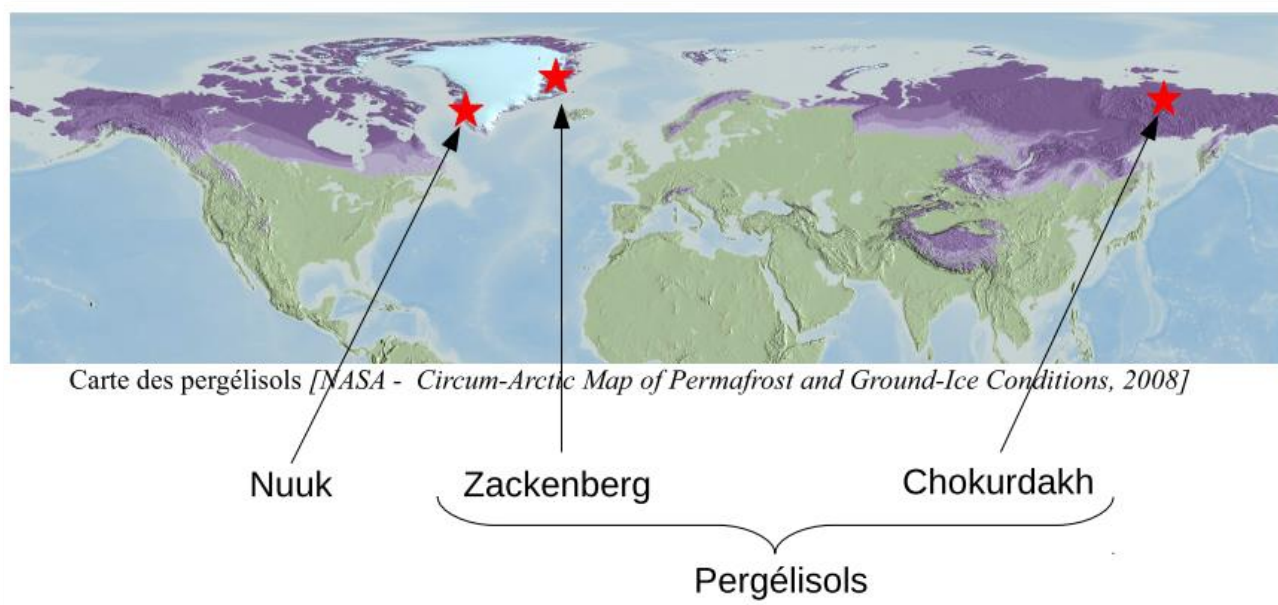 Carte des pergélisols [NASA - Circum-Arctic Map of Permafrost and Ground-Ice Conditions, 2008]
Nuuk Zackenberg Chokurdakh
Pergélisols